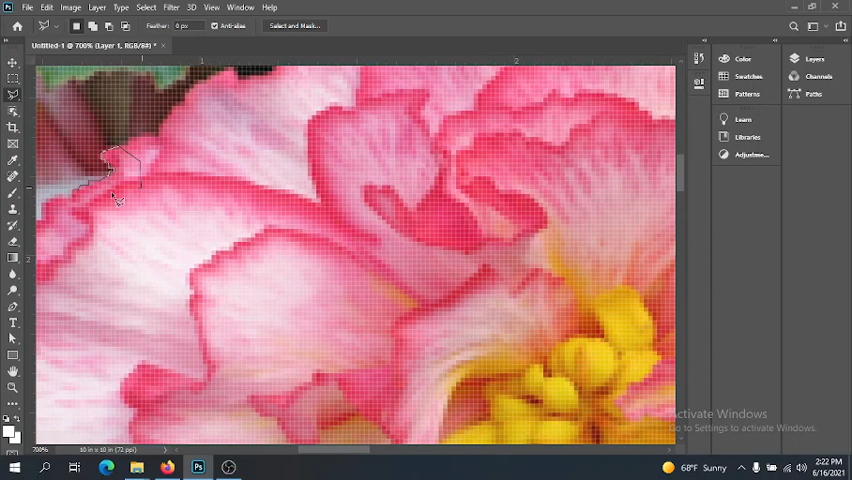 File Edit Image Layer Type Select Filter 3D View Window Help
Feather: 0 px Anti-alias Select and Mask...
Untitled-1 @ 700% (Layer 1, RGB/8#) *
1 2
2
Color Layers
Swatches Channels
Patterns Paths
Learn
Libraries
Adjustme...
Activate Windows
Go to Settings to activate Windows.
700% 10 in x 10 in (72 ppi)
68°F Sunny 2:22 PM
6/16/2021